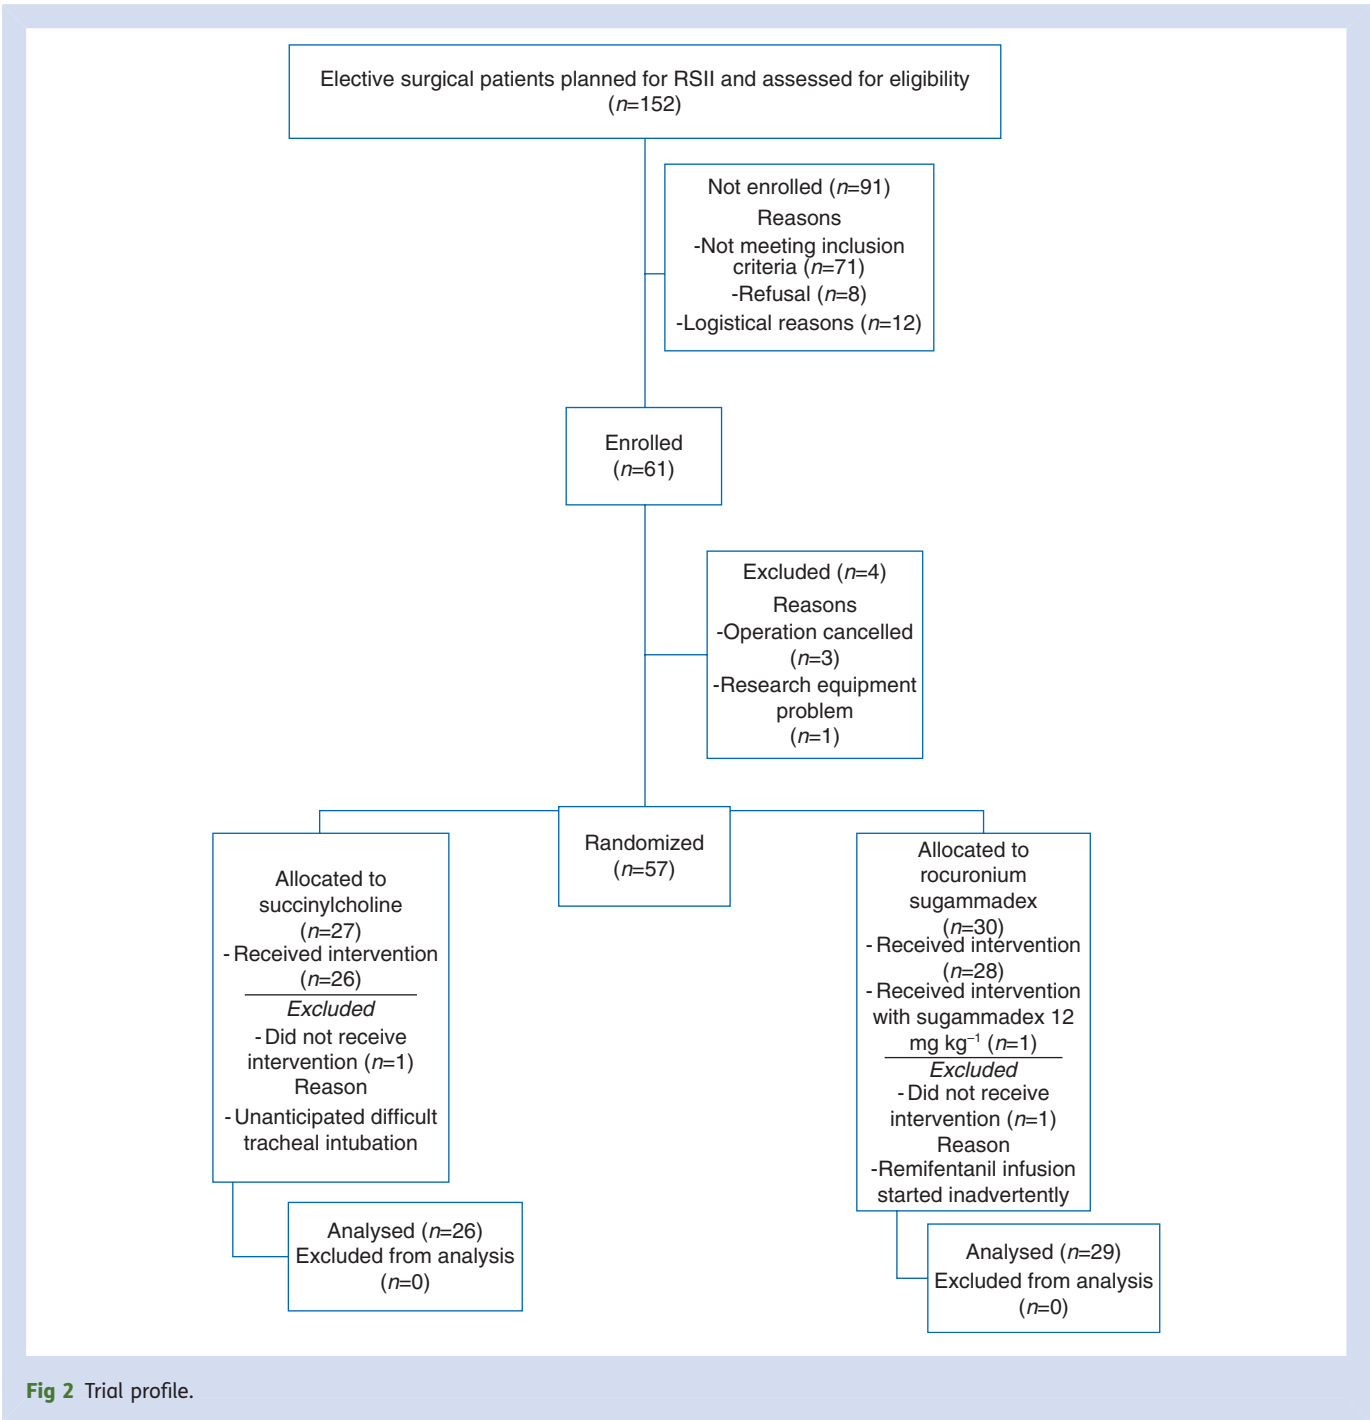 Elective surgical patients planned for RSII and assessed for eligibility
(n=152)
Not enrolled (n=91)
Reasons
-Not meeting inclusion
criteria (n=71)
-Refusal (n=8)
-Logistical reasons (n=12)
Enrolled
(n=61)
Excluded (n=4)
Reasons
-Operation cancelled
(n=3)
-Research equipment
problem
(n=1)
Randomized
(n=57)
Allocated to
succinylcholine
(n=27)
- Received intervention
(n=26)
Excluded
- Did not receive
intervention (n=1)
Reason
- Unanticipated difficult
tracheal intubation
Analysed (n=26)
Excluded from analysis
(n=0)
Allocated to
rocuronium
sugammadex
(n=30)
- Received intervention
(n=28)
- Received intervention
with sugammadex 12
mg kg⁻¹ (n=1)
Excluded
- Did not receive
intervention (n=1)
Reason
-Remifentanil infusion
started inadvertently
Analysed (n=29)
Excluded from analysis
(n=0)
Fig 2 Trial profile.